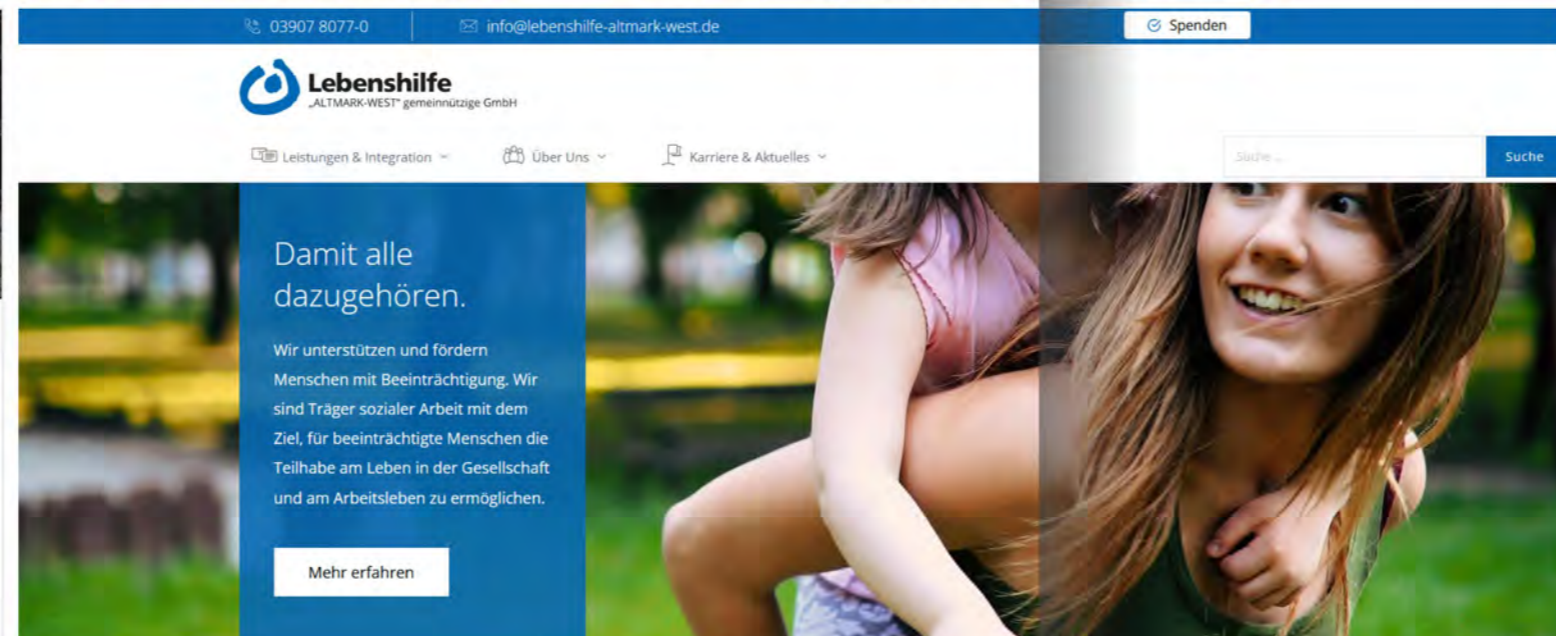 03907 8077-0
info@lebenshilfe-altmark-west.de
Spenden
Lebenshilfe
„ALTMARK-WEST“ gemeinnützige GmbH
Leistungen & Integration
Über Uns
Karriere & Aktuelles
Suche ...
Suche
Damit alle
dazugehören.
Wir unterstützen und fördern
Menschen mit Beeinträchtigung. Wir
sind Träger sozialer Arbeit mit dem
Ziel, für beeinträchtigte Menschen die
Teilhabe am Leben in der Gesellschaft
und am Arbeitsleben zu ermöglichen.
Mehr erfahren